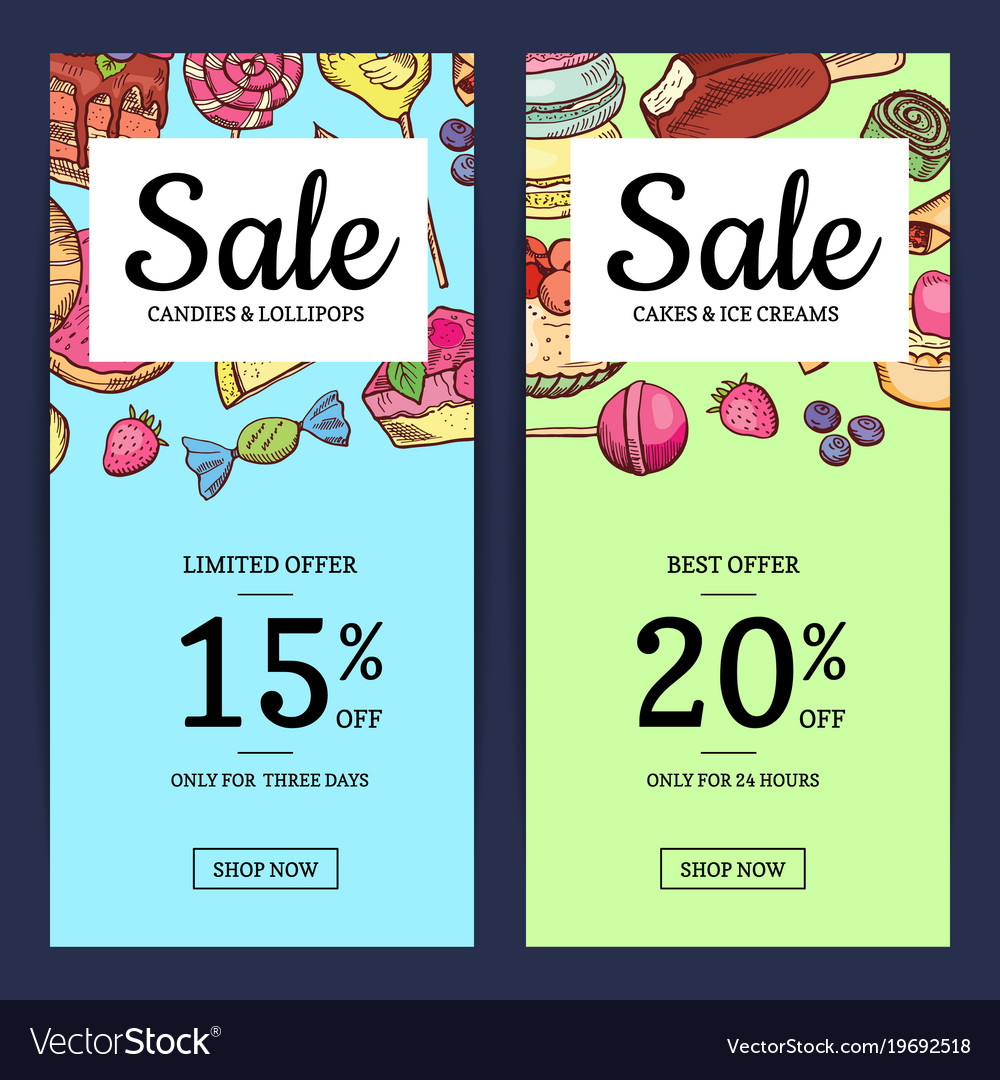 Sale
CANDIES & LOLLIPOPS
LIMITED OFFER
15%
OFF
ONLY FOR THREE DAYS
SHOP NOW
Sale
CAKES & ICE CREAMS
BEST OFFER
20%
OFF
ONLY FOR 24 HOURS
SHOP NOW
VectorStock®
VectorStock.com/19692518